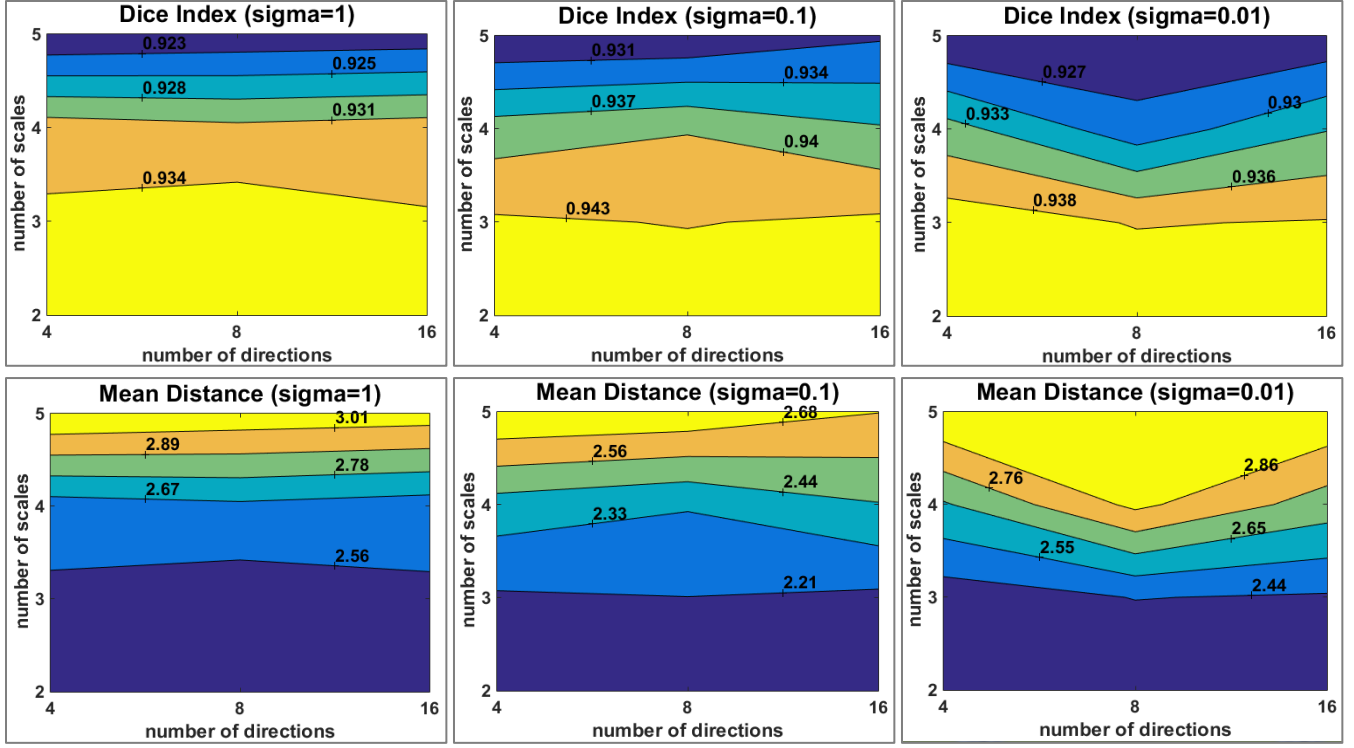 Dice Index (sigma=1)
5
0.923
0.925
0.928
0.931
4
0.934
3
2
4 8 16
number of directions
number of scales
Dice Index (sigma=0.1)
5
0.931
0.934
0.937
4
0.94
0.943
3
2
4 8 16
number of directions
number of scales
Dice Index (sigma=0.01)
5
0.927
0.93
0.933
4
0.936
0.938
3
2
4 8 16
number of directions
number of scales
Mean Distance (sigma=1)
5
3.01
2.89
2.78
2.67
4
2.56
3
2
4 8 16
number of directions
number of scales
Mean Distance (sigma=0.1)
5
2.68
2.56
2.44
2.33
4
2.21
3
2
4 8 16
number of directions
number of scales
Mean Distance (sigma=0.01)
5
2.86
2.76
4
2.65
2.55
2.44
3
2
4 8 16
number of directions
number of scales